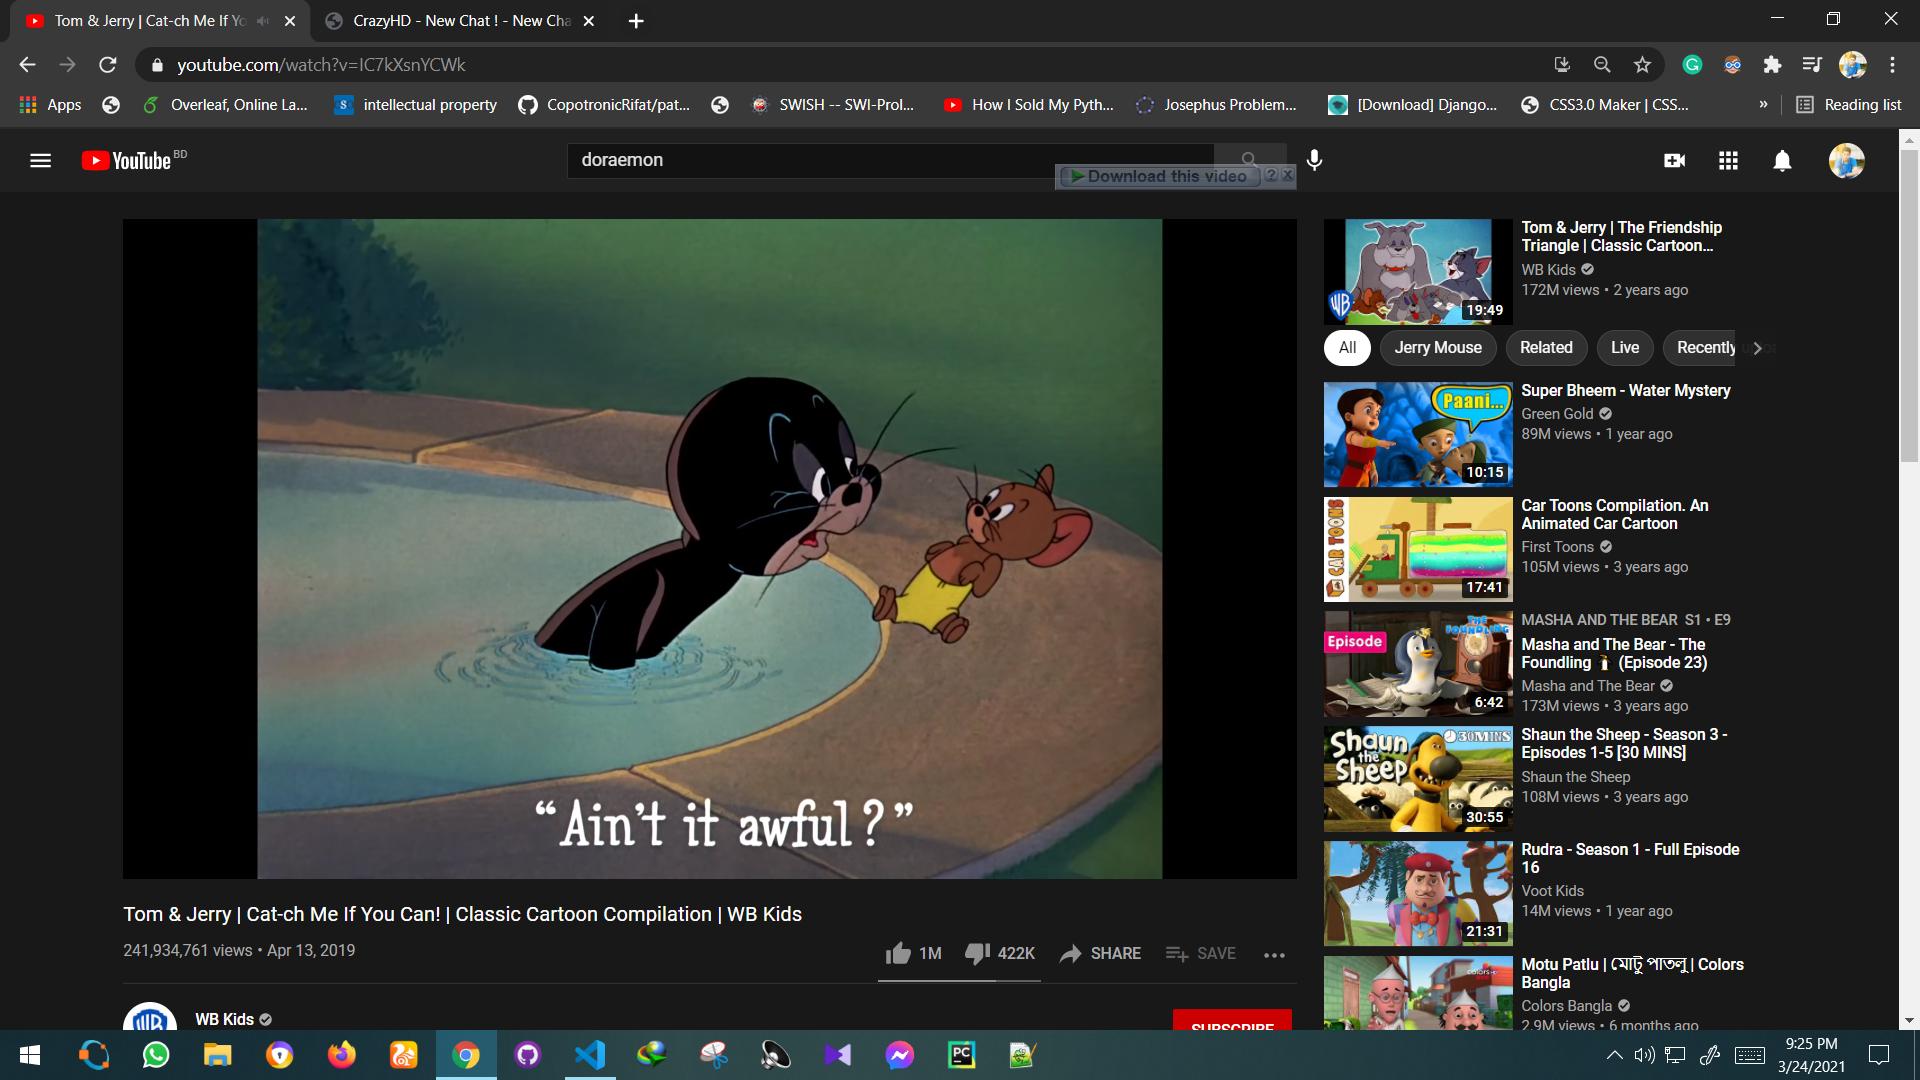 Tom & Jerry | Cat-ch Me If Yo
CrazyHD - New Chat ! - New Cha
youtube.com/watch?v=IC7kXsnYCWk
Apps
Overleaf, Online La...
intellectual property
CopotronicRifat/pat...
SWISH -- SWI-Prol...
How I Sold My Pyth...
Josephus Problem...
[Download] Django...
CSS3.0 Maker | CSS...
»
Reading list
YouTube BD
doraemon
Download this video
“Ain't it awful?”
Tom & Jerry | Cat-ch Me If You Can! | Classic Cartoon Compilation | WB Kids
241,934,761 views • Apr 13, 2019
1M
422K
SHARE
SAVE
WB Kids
SUBSCRIBE
WB
19:49
Tom & Jerry | The Friendship
Triangle | Classic Cartoon...
WB Kids
172M views • 2 years ago
All
Jerry Mouse
Related
Live
Recently
Paani...
10:15
Super Bheem - Water Mystery
Green Gold
89M views • 1 year ago
CAR TOONS
17:41
Car Toons Compilation. An
Animated Car Cartoon
First Toons
105M views • 3 years ago
Episode
THE FOUNDLING
6:42
MASHA AND THE BEAR S1 • E9
Masha and The Bear - The
Foundling 🐧 (Episode 23)
Masha and The Bear
173M views • 3 years ago
Shaun
the
Sheep
30MINS
30:55
Shaun the Sheep - Season 3 -
Episodes 1-5 [30 MINS]
Shaun the Sheep
108M views • 3 years ago
21:31
Rudra - Season 1 - Full Episode
16
Voot Kids
14M views • 1 year ago
Motu Patlu | মোটু পাতলু | Colors
Bangla
Colors Bangla
2.9M views • 6 months ago
PC
9:25 PM
3/24/2021